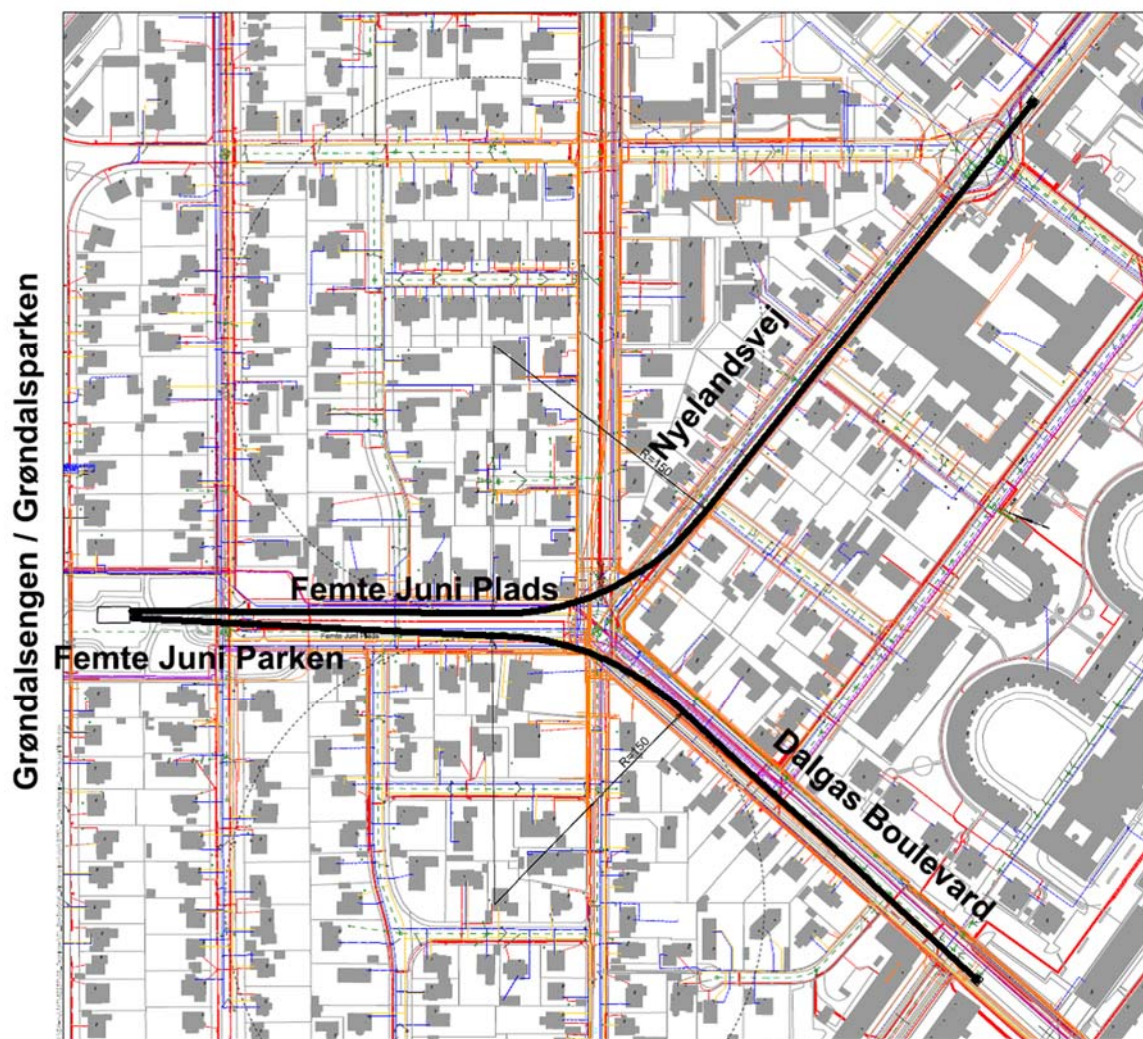 Grøndalsengen / Grøndalsparken
Nyelandsvej
R=150
Femte Juni Plads
Femte Juni Plads
Femte Juni Parken
R=150
Dalgas Boulevard